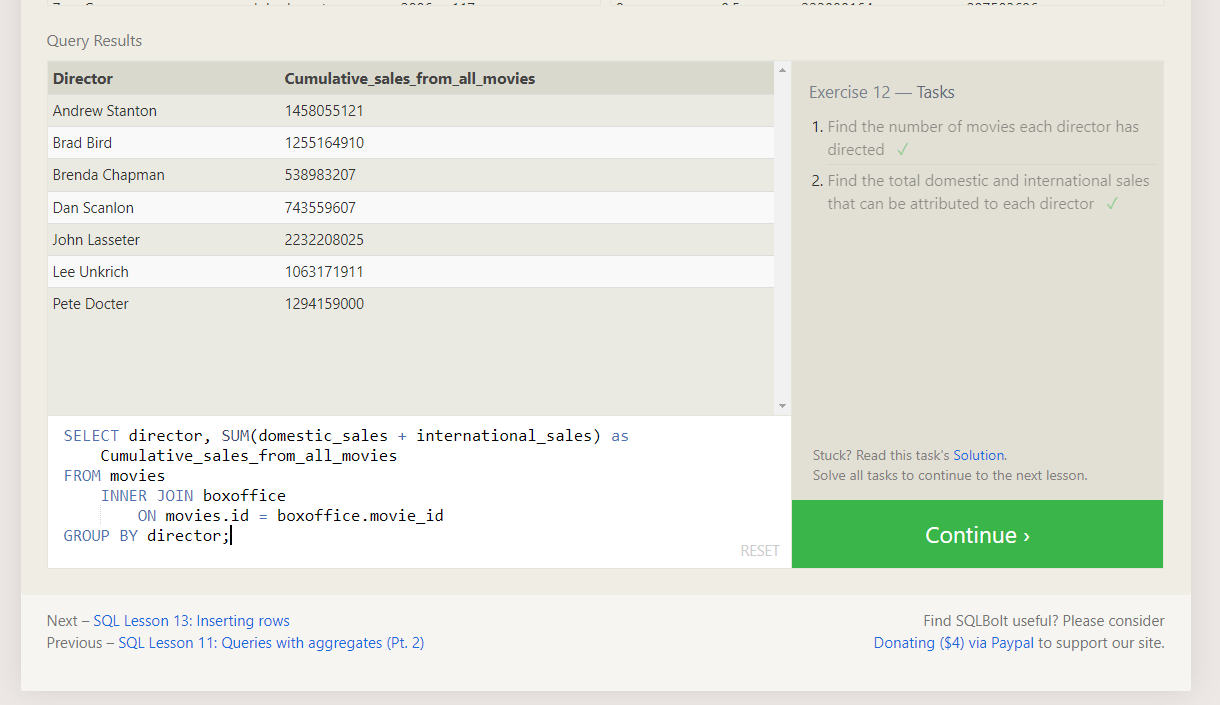 Query Results
Director Cumulative_sales_from_all_movies
Andrew Stanton 1458055121
Brad Bird 1255164910
Brenda Chapman 538983207
Dan Scanlon 743559607
John Lasseter 2232208025
Lee Unkrich 1063171911
Pete Docter 1294159000
SELECT director, SUM(domestic_sales + international_sales) as
Cumulative_sales_from_all_movies
FROM movies
INNER JOIN boxoffice
ON movies.id = boxoffice.movie_id
GROUP BY director;
RESET
Exercise 12 — Tasks
1. Find the number of movies each director has
directed ✓
2. Find the total domestic and international sales
that can be attributed to each director ✓
Stuck? Read this task's Solution.
Solve all tasks to continue to the next lesson.
Continue ›
Next – SQL Lesson 13: Inserting rows
Previous – SQL Lesson 11: Queries with aggregates (Pt. 2)
Find SQLBolt useful? Please consider
Donating ($4) via Paypal to support our site.